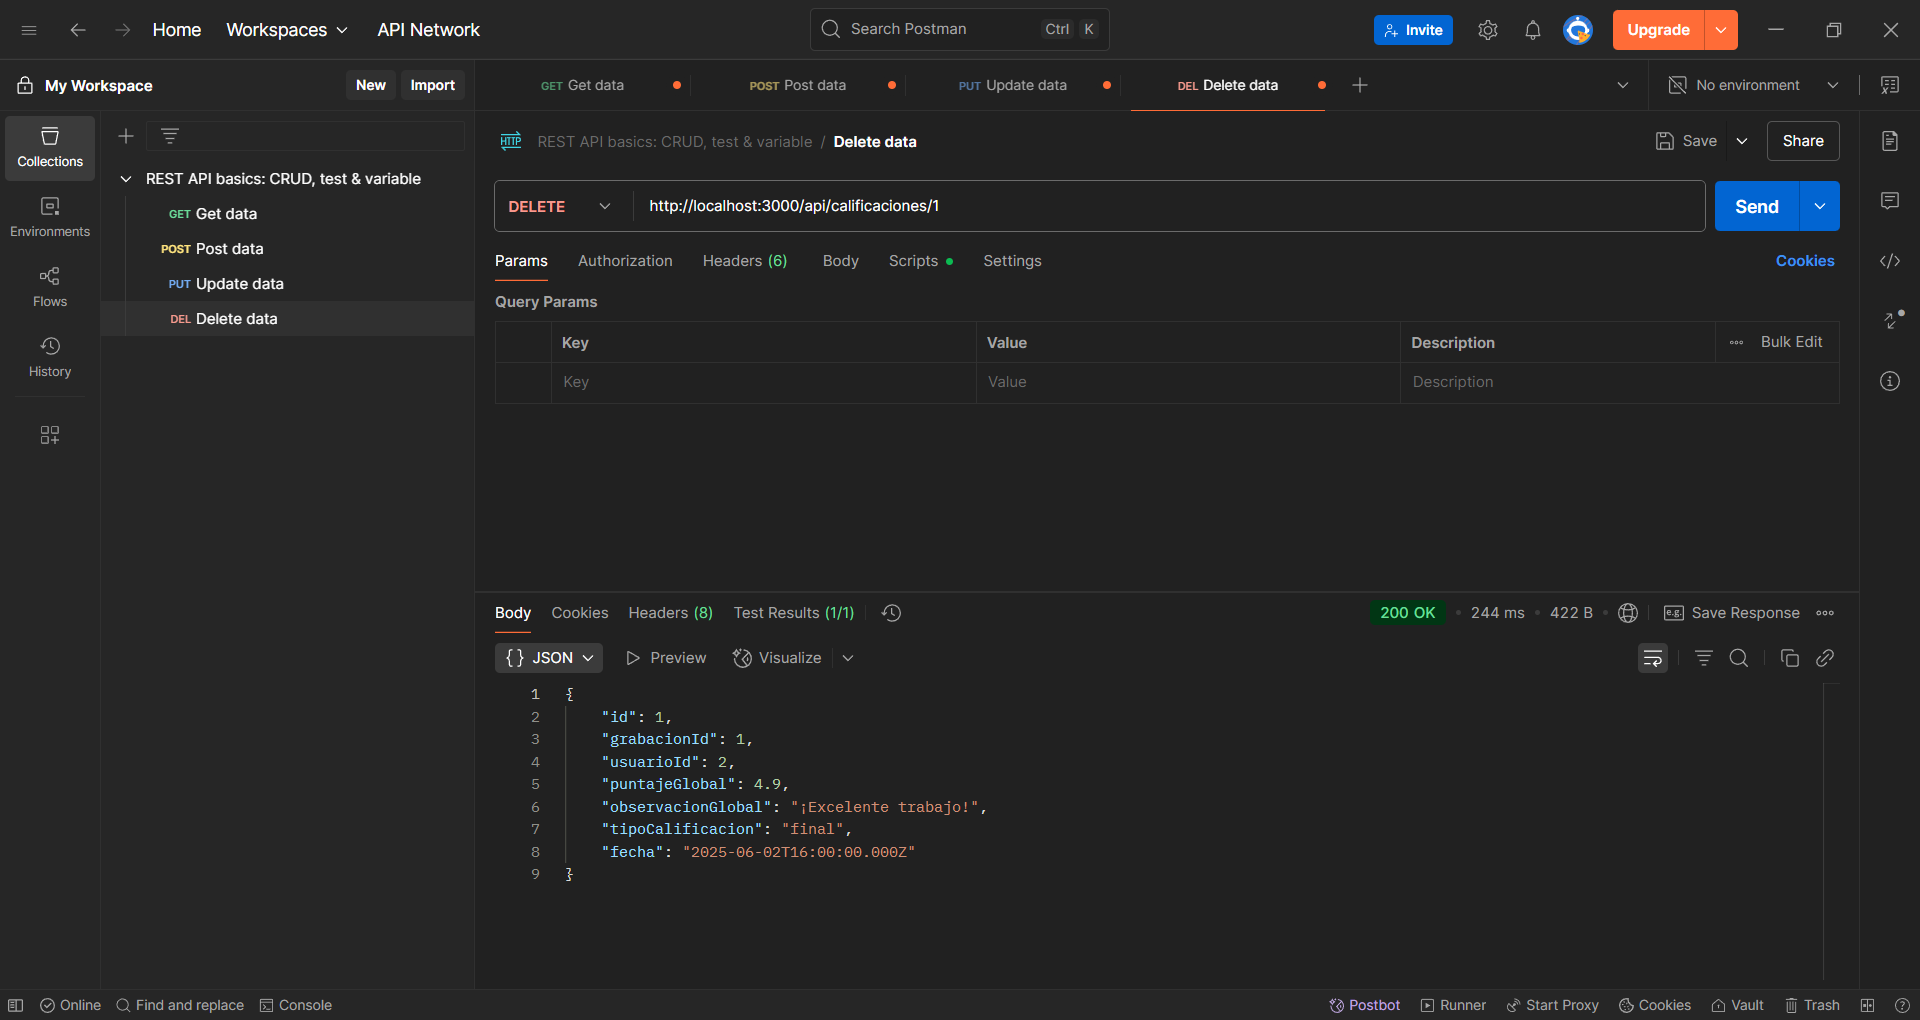 Home Workspaces API Network Search Postman Ctrl K Invite Upgrade
My Workspace New Import GET Get data POST Post data PUT Update data DEL Delete data No environment
Collections
Environments
Flows
History
REST API basics: CRUD, test & variable
GET Get data
POST Post data
PUT Update data
DEL Delete data
HTTP REST API basics: CRUD, test & variable / Delete data Save Share
DELETE http://localhost:3000/api/calificaciones/1 Send
Params Authorization Headers (6) Body Scripts Settings Cookies
Query Params
Key Value Description Bulk Edit
Key Value Description
Body Cookies Headers (8) Test Results (1/1) 200 OK 244 ms 422 B e.g. Save Response
{} JSON Preview Visualize
1 {
2 "id": 1,
3 "grabacionId": 1,
4 "usuarioId": 2,
5 "puntajeGlobal": 4.9,
6 "observacionGlobal": "¡Excelente trabajo!",
7 "tipoCalificacion": "final",
8 "fecha": "2025-06-02T16:00:00.000Z"
9 }
Online Find and replace Console Postbot Runner Start Proxy Cookies Vault Trash